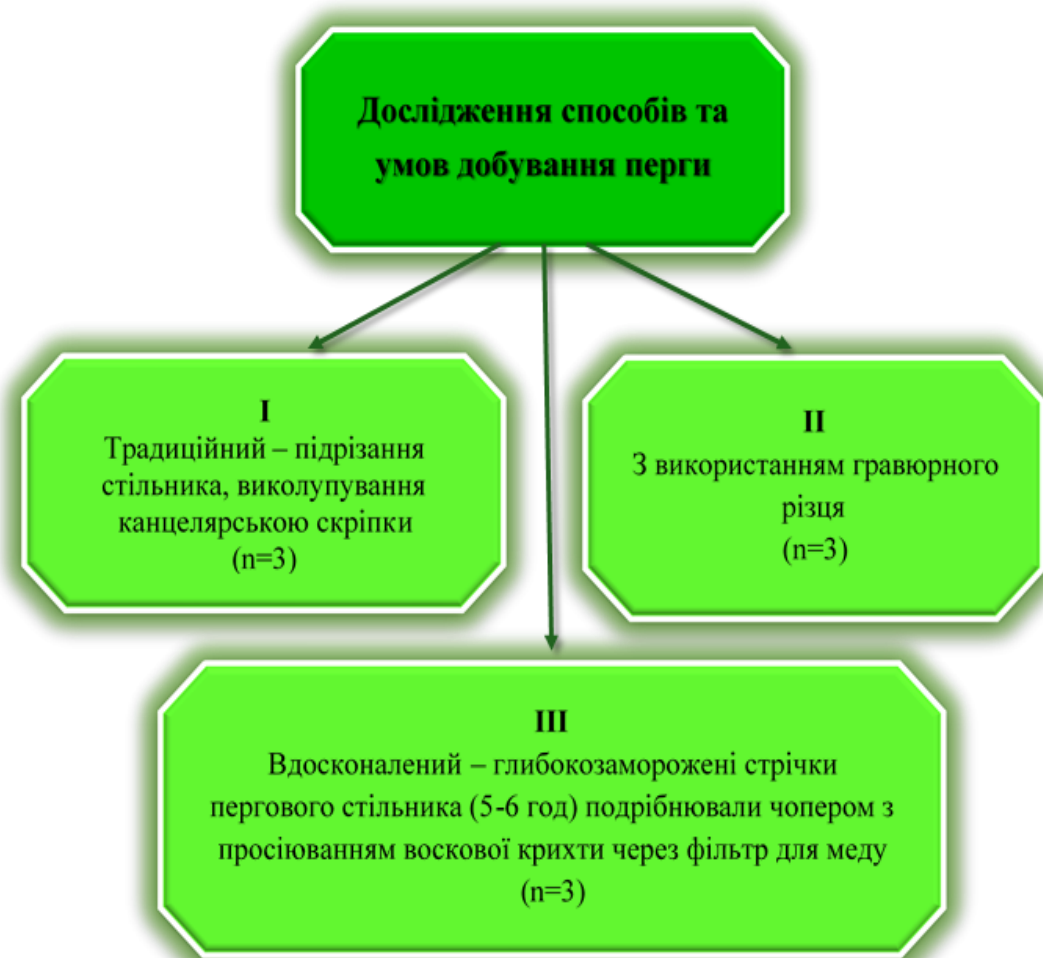 Дослідження способів та
умов добування перги
I
Традиційний – підрізання
стільника, виколупування
канцелярською скріпки
(n=3)
II
З використанням гравюрного
різця
(n=3)
III
Вдосконалений – глибокозаморожені стрічки
пергового стільника (5-6 год) подрібнювали чопером з
просіюванням воскової крихти через фільтр для меду
(n=3)